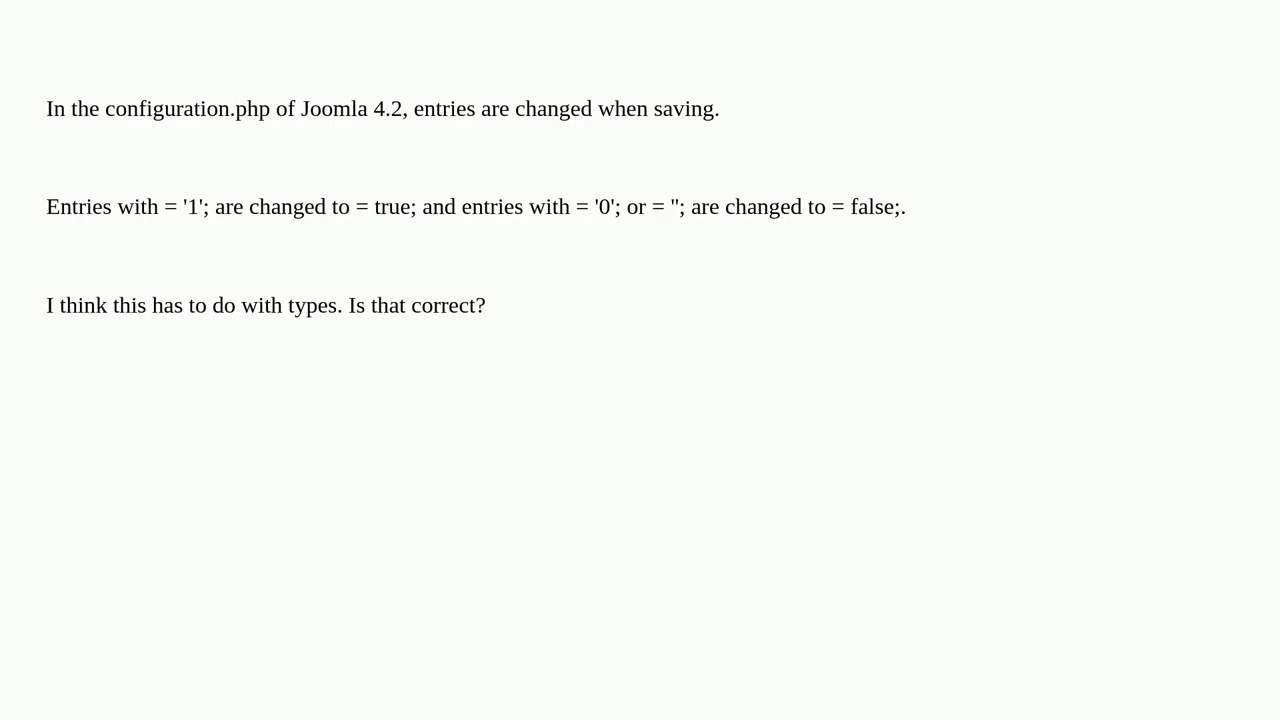 In the configuration.php of Joomla 4.2, entries are changed when saving.
Entries with = '1'; are changed to = true; and entries with = '0'; or = ''; are changed to = false;.
I think this has to do with types. Is that correct?